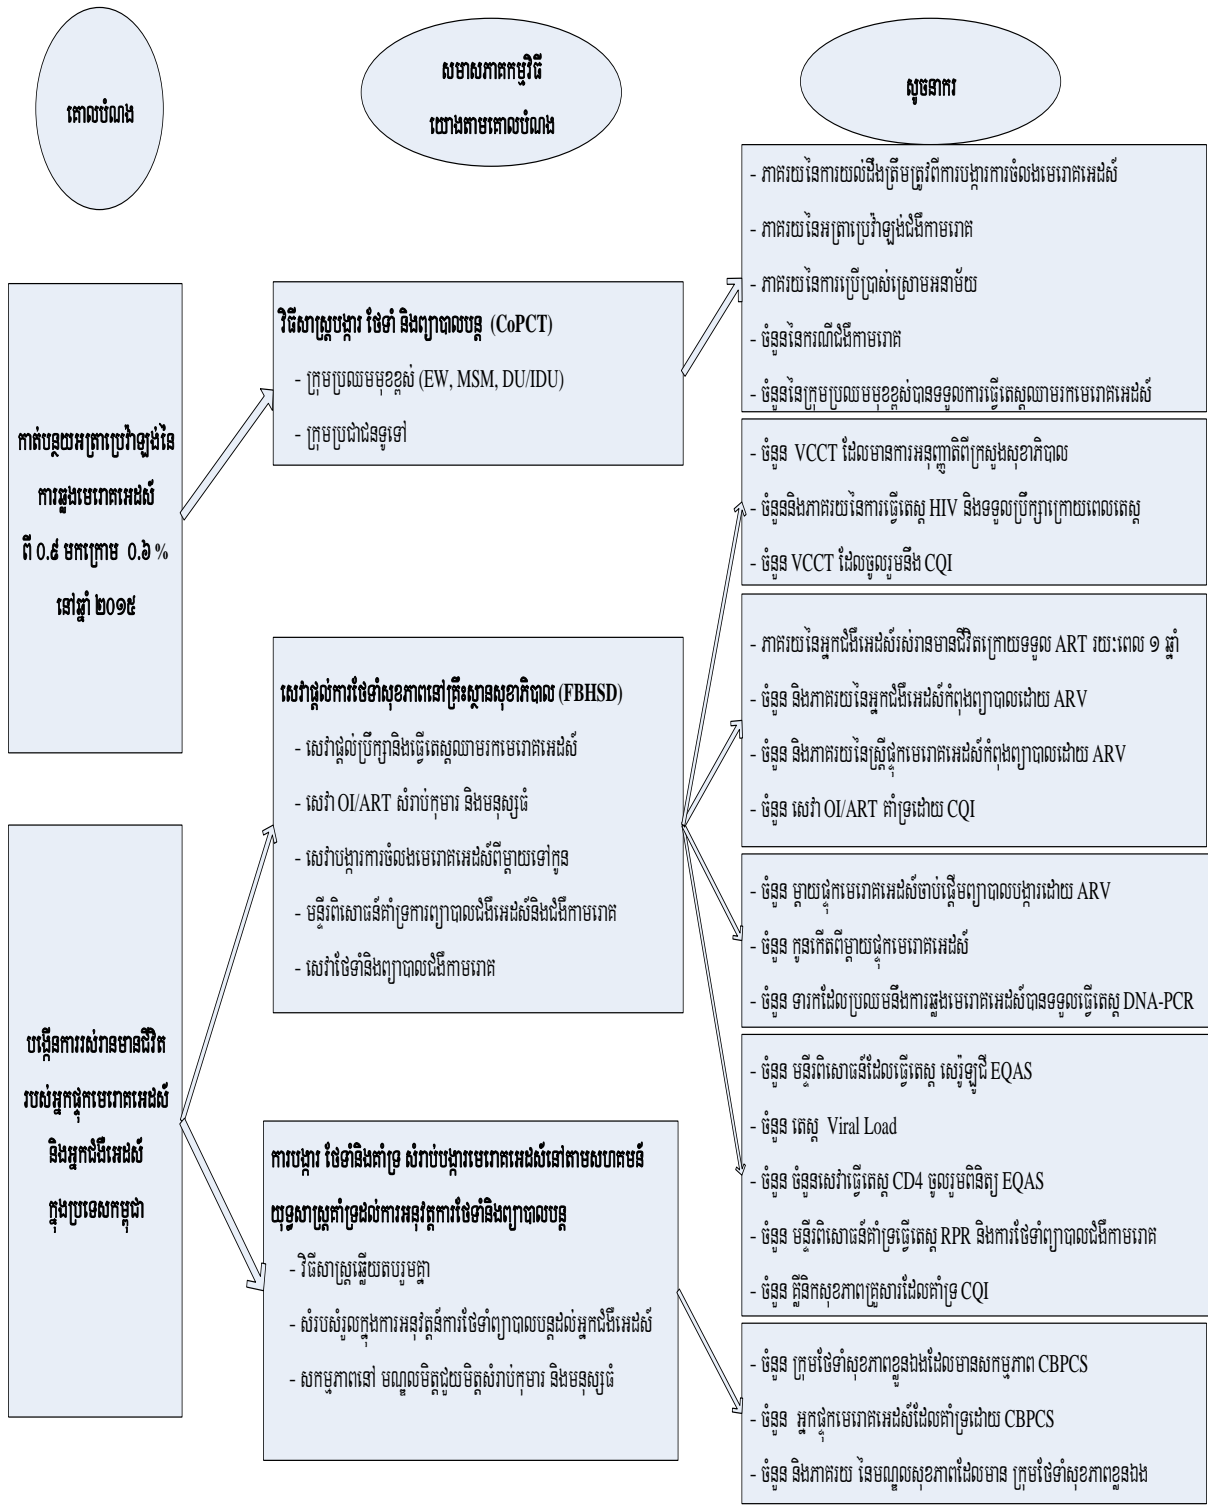 គោលបំណង
សមាសភាគកម្មវិធី
យោងតាមគោលបំណង
សូចនាករ
កាត់បន្ថយអត្រាប្រេវ៉ាឡង់នៃ
ការឆ្លងមេរោគអេដស៍
ពី ០.៩ មកក្រោម ០.៦ %
នៅឆ្នាំ ២០១៥
បង្កើនការរស់រានមានជីវិត
របស់អ្នកផ្ទុកមេរោគអេដស៍
និងអ្នកជំងឺអេដស៍
ក្នុងប្រទេសកម្ពុជា
វិធីសាស្ត្របង្ការ ថែទាំ និងព្យាបាលបន្ត (CoPCT)
- ក្រុមប្រឈមមុខខ្ពស់ (EW, MSM, DU/IDU)
- ក្រុមប្រជាជនទូទៅ
សេវាផ្តល់ការថែទាំសុខភាពនៅគ្រឹះស្ថានសុខាភិបាល (FBHSD)
- សេវាផ្តល់ប្រឹក្សានិងធ្វើតេស្តឈាមរកមេរោគអេដស៍
- សេវា OI/ART សំរាប់កុមារ និងមនុស្សធំ
- សេវាបង្ការការចំលងមេរោគអេដស៍ពីម្តាយទៅកូន
- មន្ទីរពិសោធន៍គាំទ្រការព្យាបាលជំងឺអេដស៍និងជំងឺកាមរោគ
- សេវាថែទាំនិងព្យាបាលជំងឺកាមរោគ
ការបង្ការ ថែទាំនិងគាំទ្រ សំរាប់បង្ការមេរោគអេដស៍នៅតាមសហគមន៍
យុទ្ធសាស្ត្រគាំទ្រដល់ការអនុវត្តការថែទាំនិងព្យាបាលបន្ត
- វិធីសាស្ត្រឆ្លើយតបរួមគ្នា
- សំរបសំរួលក្នុងការអនុវត្តន៍ការថែទាំព្យាបាលបន្តដល់អ្នកជំងឺអេដស៍
- សកម្មភាពនៅ មណ្ឌលមិត្តជួយមិត្តសំរាប់កុមារ និងមនុស្សធំ
- ភាគរយនៃការយល់ដឹងត្រឹមត្រូវពីការបង្ការការចំលងមេរោគអេដស៍
- ភាគរយនៃអត្រាប្រេវ៉ាឡង់ជំងឺកាមរោគ
- ភាគរយនៃការប្រើប្រាស់ស្រោមអនាម័យ
- ចំនួននៃករណីជំងឺកាមរោគ
- ចំនួននៃក្រុមប្រឈមមុខខ្ពស់បានទទួលការធ្វើតេស្តឈាមរកមេរោគអេដស៍
- ចំនួន VCCT ដែលមានការអនុញ្ញាតិពីក្រសួងសុខាភិបាល
- ចំនួននិងភាគរយនៃការធ្វើតេស្ត HIV និងទទួលប្រឹក្សាក្រោយពេលតេស្ត
- ចំនួន VCCT ដែលចូលរួមនឹង CQI
- ភាគរយនៃអ្នកជំងឺអេដស៍រស់រានមានជីវិតក្រោយទទួល ART រយៈពេល ១ ឆ្នាំ
- ចំនួន និងភាគរយនៃអ្នកជំងឺអេដស៍កំពុងព្យាបាលដោយ ARV
- ចំនួន និងភាគរយនៃស្ត្រីផ្ទុកមេរោគអេដស៍កំពុងព្យាបាលដោយ ARV
- ចំនួន សេវា OI/ART គាំទ្រដោយ CQI
- ចំនួន ម្តាយផ្ទុកមេរោគអេដស៍ចាប់ផ្តើមព្យាបាលបង្ការដោយ ARV
- ចំនួន កូនកើតពីម្តាយផ្ទុកមេរោគអេដស៍
- ចំនួន ទារកដែលប្រឈមនឹងការឆ្លងមេរោគអេដស៍បានទទួលធ្វើតេស្ត DNA-PCR
- ចំនួន មន្ទីរពិសោធន៍ដែលធ្វើតេស្ត សេរ៉ូឡូជី EQAS
- ចំនួន តេស្ត Viral Load
- ចំនួន ចំនួនសេវាធ្វើតេស្ត CD4 ចូលរួមពិនិត្យ EQAS
- ចំនួន មន្ទីរពិសោធន៍គាំទ្រធ្វើតេស្ត RPR និងការថែទាំព្យាបាលជំងឺកាមរោគ
- ចំនួន គ្លីនិកសុខភាពគ្រួសារដែលគាំទ្រ CQI
- ចំនួន ក្រុមថែទាំសុខភាពខ្លួនឯងដែលមានសកម្មភាព CBPCS
- ចំនួន អ្នកផ្ទុកមេរោគអេដស៍ដែលគាំទ្រដោយ CBPCS
- ចំនួន និងភាគរយ នៃមណ្ឌលសុខភាពដែលមាន ក្រុមថែទាំសុខភាពខ្លួនឯង